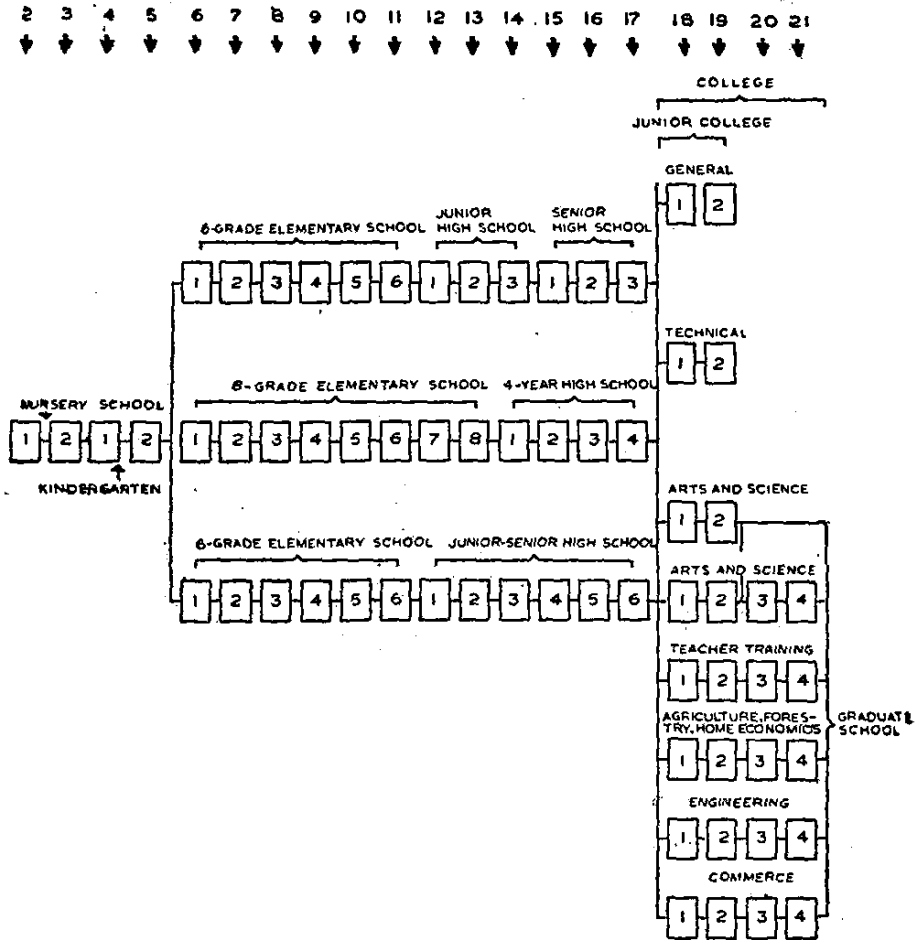 2 3 4 5 6 7 8 9 10 11 12 13 14 15 16 17 18 19 20 21
COLLEGE
JUNIOR COLLEGE
GENERAL
1 2
6-GRADE ELEMENTARY SCHOOL
JUNIOR
HIGH SCHOOL
SENIOR
HIGH SCHOOL
1 2 3 4 5 6 1 2 3 1 2 3
TECHNICAL
1 2
8-GRADE ELEMENTARY SCHOOL 4-YEAR HIGH SCHOOL
NURSERY SCHOOL
1 2 1 2 1 2 3 4 5 6 7 8 1 2 3 4
KINDERGARTEN
ARTS AND SCIENCE
1 2
6-GRADE ELEMENTARY SCHOOL JUNIOR-SENIOR HIGH SCHOOL
ARTS AND SCIENCE
1 2 3 4 5 6 1 2 3 4 5 6 1 2 3 4
TEACHER TRAINING
1 2 3 4
AGRICULTURE, FORES-
TRY, HOME ECONOMICS
1 2 3 4
GRADUATE
SCHOOL
ENGINEERING
1 2 3 4
COMMERCE
1 2 3 4